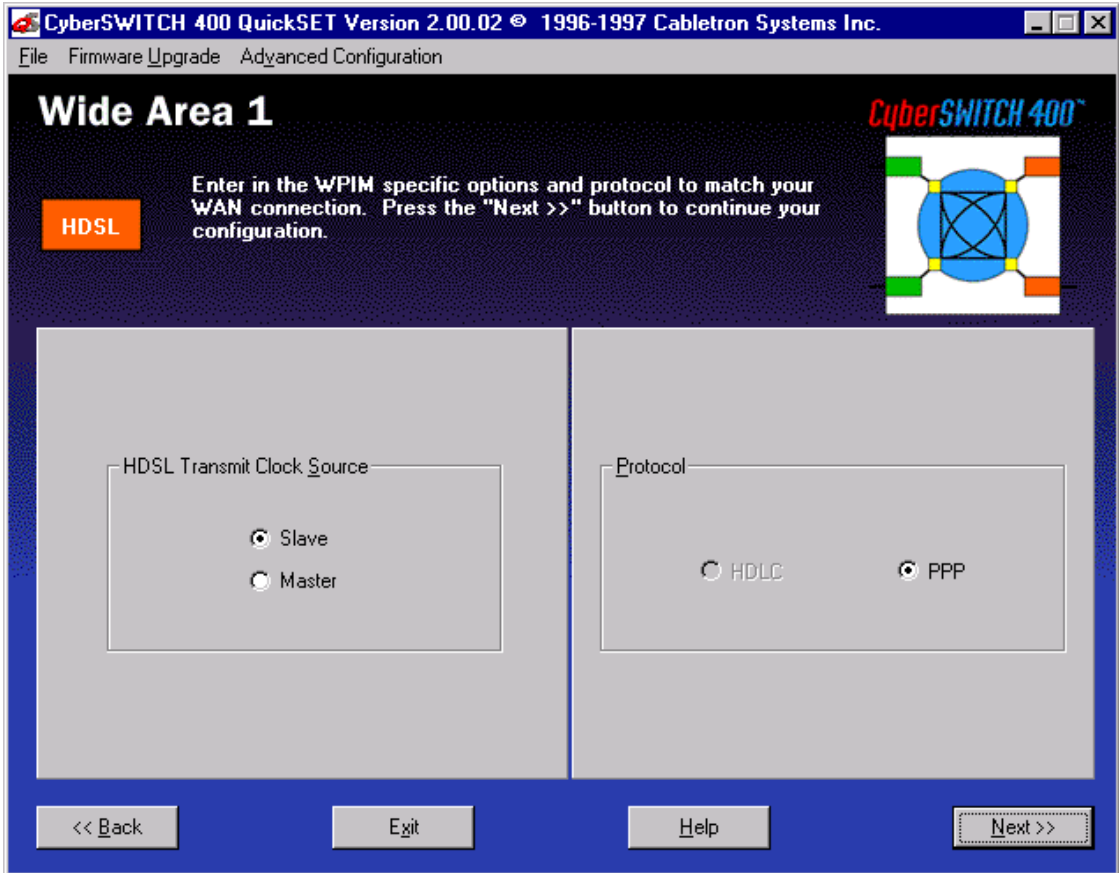 CyberSWITCH 400 QuickSET Version 2.00.02 © 1996-1997 Cabletron Systems Inc.
File Firmware Upgrade Advanced Configuration
Wide Area 1
CyberSWITCH 400™
HDSL
Enter in the WPIM specific options and protocol to match your
WAN connection. Press the "Next >>" button to continue your
configuration.
HDSL Transmit Clock Source
Slave
Master
Protocol
HDLC
PPP
<< Back
Exit
Help
Next >>